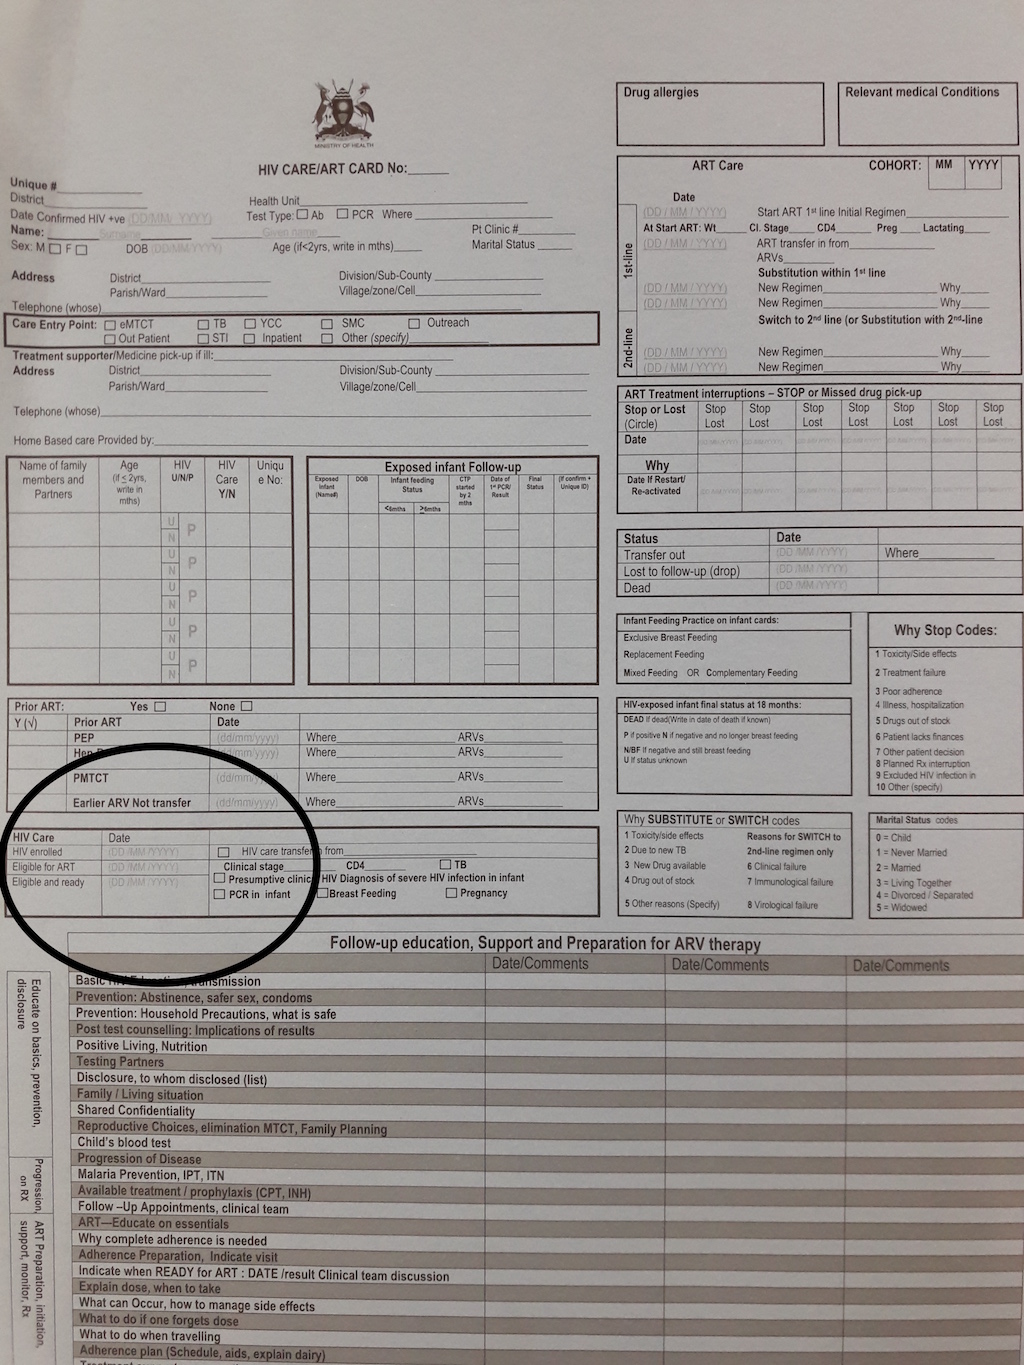 MINISTRY OF HEALTH
HIV CARE/ART CARD No:______
Unique #
District
Date Confirmed HIV +ve (DD/MM/ YYYY)
Name: Surname Given name
Sex: M F DOB (DD/MM/YYYY)
Health Unit
Test Type: Ab PCR Where
Pt Clinic #
Age (if<2yrs, write in mths)
Marital Status
Address District Division/Sub-County
Parish/Ward Village/zone/Cell
Telephone (whose)
Care Entry Point: eMTCT TB YCC SMC Outreach
Out Patient STI Inpatient Other (specify)
Treatment supporter/Medicine pick-up if ill:
Address District Division/Sub-County
Parish/Ward Village/zone/Cell
Telephone (whose)
Home Based care Provided by:
Name of family members and Partners
Age (if ≤ 2yrs, write in mths)
HIV U/N/P
HIV Care Y/N
Uniqu e No:
U N P
U N P
U N P
U N P
U N P
Exposed infant Follow-up
Exposed infant (Name#)
DOB
Infant feeding Status
<6mths ≥6mths
CTP started by 2 mths
Data of 1st PCR/ Result
Final Status
(If confirm + Unique ID)
Prior ART: Yes None
Y (√) Prior ART Date
PEP (dd/mm/yyyy) Where ARVs
Where ARVs
PMTCT (dd/mm/yyyy) Where ARVs
Earlier ARV Not transfer (dd/mm/yyyy) Where ARVs
HIV Care Date
HIV enrolled (DD /MM /YYYY) HIV care transfer from
Eligible for ART (DD /MM /YYYY) Clinical stage CD4 TB
Eligible and ready (DD /MM /YYYY) Presumptive clinical HIV Diagnosis of severe HIV infection in infant
PCR in infant Breast Feeding Pregnancy
Drug allergies
Relevant medical Conditions
ART Care COHORT: MM YYYY
Date
1st-line
(DD / MM / YYYY) Start ART 1st line Initial Regimen
At Start ART: Wt Cl. Stage CD4 Preg Lactating
(DD / MM / YYYY) ART transfer in from
ARVs
Substitution within 1st line
(DD / MM / YYYY) New Regimen Why
(DD / MM / YYYY) New Regimen Why
2nd-line
Switch to 2nd line (or Substitution with 2nd-line
(DD / MM / YYYY) New Regimen Why
(DD / MM / YYYY) New Regimen Why
ART Treatment interruptions – STOP or Missed drug pick-up
Stop or Lost Stop Stop Stop Stop Stop Stop Stop
(Circle) Lost Lost Lost Lost Lost Lost Lost
Date
Why
Date If Restart/
Re-activated
Status Date
Transfer out (DD /MM /YYYY) Where
Lost to follow-up (drop) (DD /MM /YYYY)
Dead (DD /MM /YYYY)
Infant Feeding Practice on infant cards:
Exclusive Breast Feeding
Replacement Feeding
Mixed Feeding OR Complementary Feeding
HIV-exposed infant final status at 18 months:
DEAD If dead(Write in date of death if known)
P if positive N if negative and no longer breast feeding
N/BF If negative and still breast feeding
U If status unknown
Why Stop Codes:
1 Toxicity/Side effects
2 Treatment failure
3 Poor adherence
4 Illness, hospitalization
5 Drugs out of stock
6 Patient lacks finances
7 Other patient decision
8 Planned Rx interruption
9 Excluded HIV infection in
10 Other (specify)
Why SUBSTITUTE or SWITCH codes
1 Toxicity/side effects Reasons for SWITCH to
2 Due to new TB 2nd-line regimen only
3 New Drug available 6 Clinical failure
4 Drug out of stock 7 Immunological failure
5 Other reasons (Specify) 8 Virological failure
Marital Status codes
0 = Child
1 = Never Married
2 = Married
3 = Living Together
4 = Divorced / Separated
5 = Widowed
Follow-up education, Support and Preparation for ARV therapy
Date/Comments Date/Comments Date/Comments
Educate on basics, prevention, disclosure
Prevention: Abstinence, safer sex, condoms
Prevention: Household Precautions, what is safe
Post test counselling: Implications of results
Positive Living, Nutrition
Testing Partners
Disclosure, to whom disclosed (list)
Family / Living situation
Shared Confidentiality
Reproductive Choices, elimination MTCT, Family Planning
Child's blood test
Progression, on RX
Progression of Disease
Malaria Prevention, IPT, ITN
Available treatment / prophylaxis (CPT, INH)
Follow –Up Appointments, clinical team
ART Preparation, initiation, support, monitor, Rx
ART—Educate on essentials
Why complete adherence is needed
Adherence Preparation, Indicate visit
Indicate when READY for ART : DATE /result Clinical team discussion
Explain dose, when to take
What can Occur, how to manage side effects
What to do if one forgets dose
What to do when travelling
Adherence plan (Schedule, aids, explain dairy)